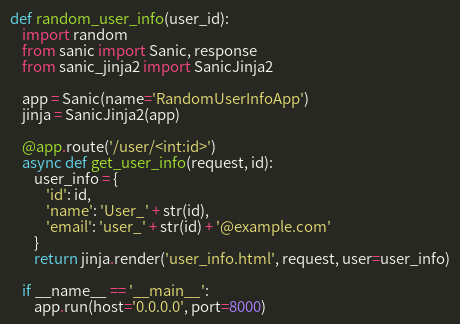 def random_user_info(user_id):
    import random
    from sanic import Sanic, response
    from sanic_jinja2 import SanicJinja2

    app = Sanic(name='RandomUserInfoApp')
    jinja = SanicJinja2(app)

    @app.route('/user/<int:id>')
    async def get_user_info(request, id):
        user_info = {
            'id': id,
            'name': 'User_' + str(id),
            'email': 'user_' + str(id) + '@example.com'
        }
        return jinja.render('user_info.html', request, user=user_info)

    if __name__ == '__main__':
        app.run(host='0.0.0.0', port=8000)